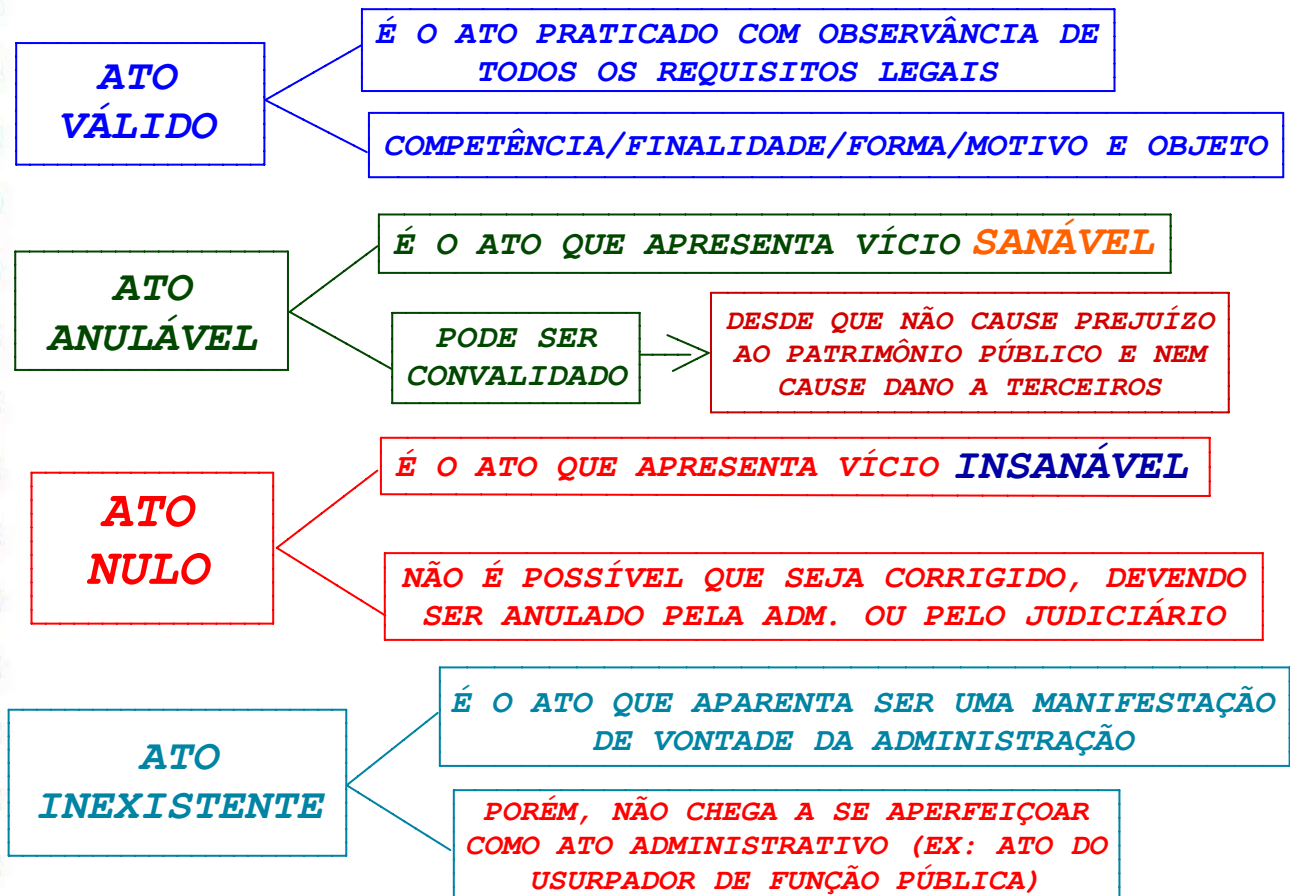 ATO
VÁLIDO
É O ATO PRATICADO COM OBSERVÂNCIA DE
TODOS OS REQUISITOS LEGAIS
COMPETÊNCIA/FINALIDADE/FORMA/MOTIVO E OBJETO
ATO
ANULÁVEL
É O ATO QUE APRESENTA VÍCIO SANÁVEL
PODE SER
CONVALIDADO
DESDE QUE NÃO CAUSE PREJUÍZO
AO PATRIMÔNIO PÚBLICO E NEM
CAUSE DANO A TERCEIROS
ATO
NULO
É O ATO QUE APRESENTA VÍCIO INSANÁVEL
NÃO É POSSÍVEL QUE SEJA CORRIGIDO, DEVENDO
SER ANULADO PELA ADM. OU PELO JUDICIÁRIO
ATO
INEXISTENTE
É O ATO QUE APARENTA SER UMA MANIFESTAÇÃO
DE VONTADE DA ADMINISTRAÇÃO
PORÉM, NÃO CHEGA A SE APERFEIÇOAR
COMO ATO ADMINISTRATIVO (EX: ATO DO
USURPADOR DE FUNÇÃO PÚBLICA)